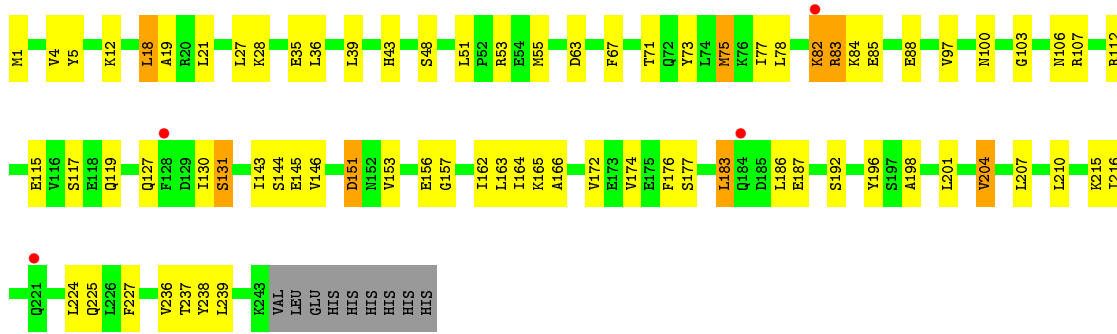 M1 V4 Y5 K12 L18 A19 R20 L21 L27 K28 E35 L36 L39 H43 S48 L51 P52 R53 E54 M55 D63 F67 T71 Q72 Y73 L74 M75 K76 I77 L78 K82 R83 K84 E85 E88 V97 N100 G103 N106 R107 R112
E115 V116 S117 E118 Q119 Q127 F128 D129 I130 S131 I143 S144 E145 V146 D151 N152 V153 E156 G157 I162 L163 I164 K165 A166 V172 E173 V174 E175 F176 S177 L183 Q184 D185 L186 E187 S192 Y196 S197 A198 L201 V204 L207 L210 K215
Q221 L224 Q225 L226 F227 V236 T237 Y238 L239 K243 VAL LEU GLU HIS HIS HIS HIS HIS HIS